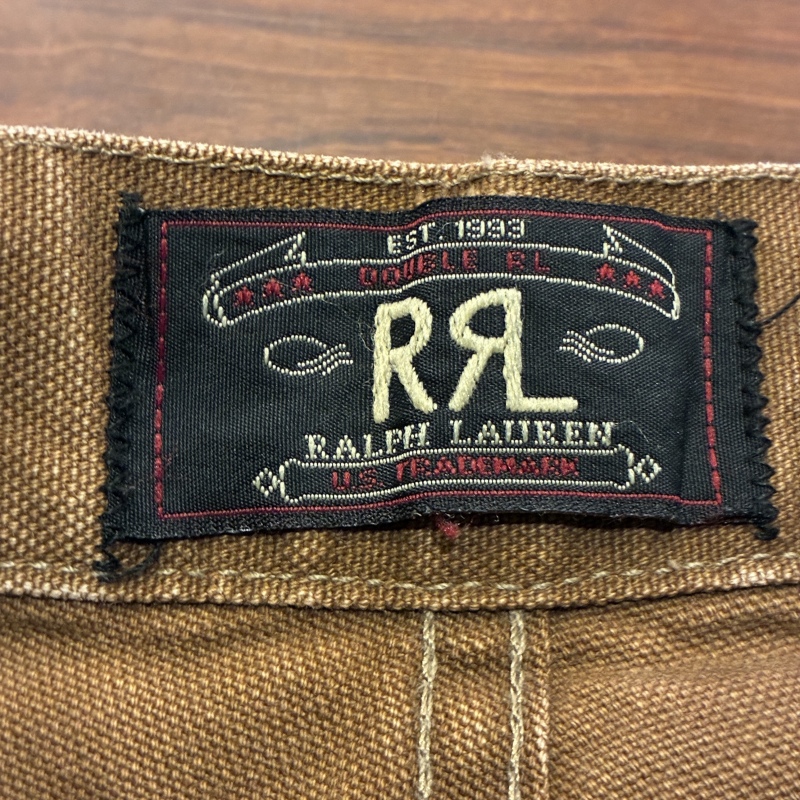 EST 1993
DOUBLE RL
RRL
RALPH LAUREN
U.S. TRADEMARK